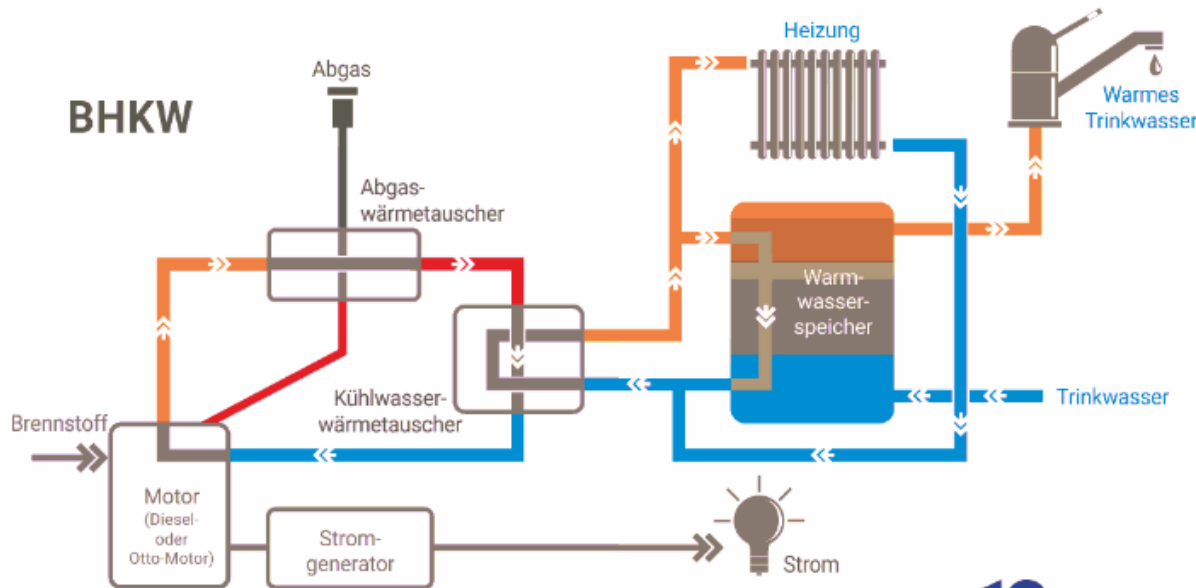 BHKW
Abgas
Heizung
Warmes
Trinkwasser
Abgas-
wärmetauscher
Warm-
wasser-
speicher
Kühlwasser-
wärmetauscher
Trinkwasser
Brennstoff
Motor
(Diesel-
oder
Otto-Motor)
Strom-
generator
Strom